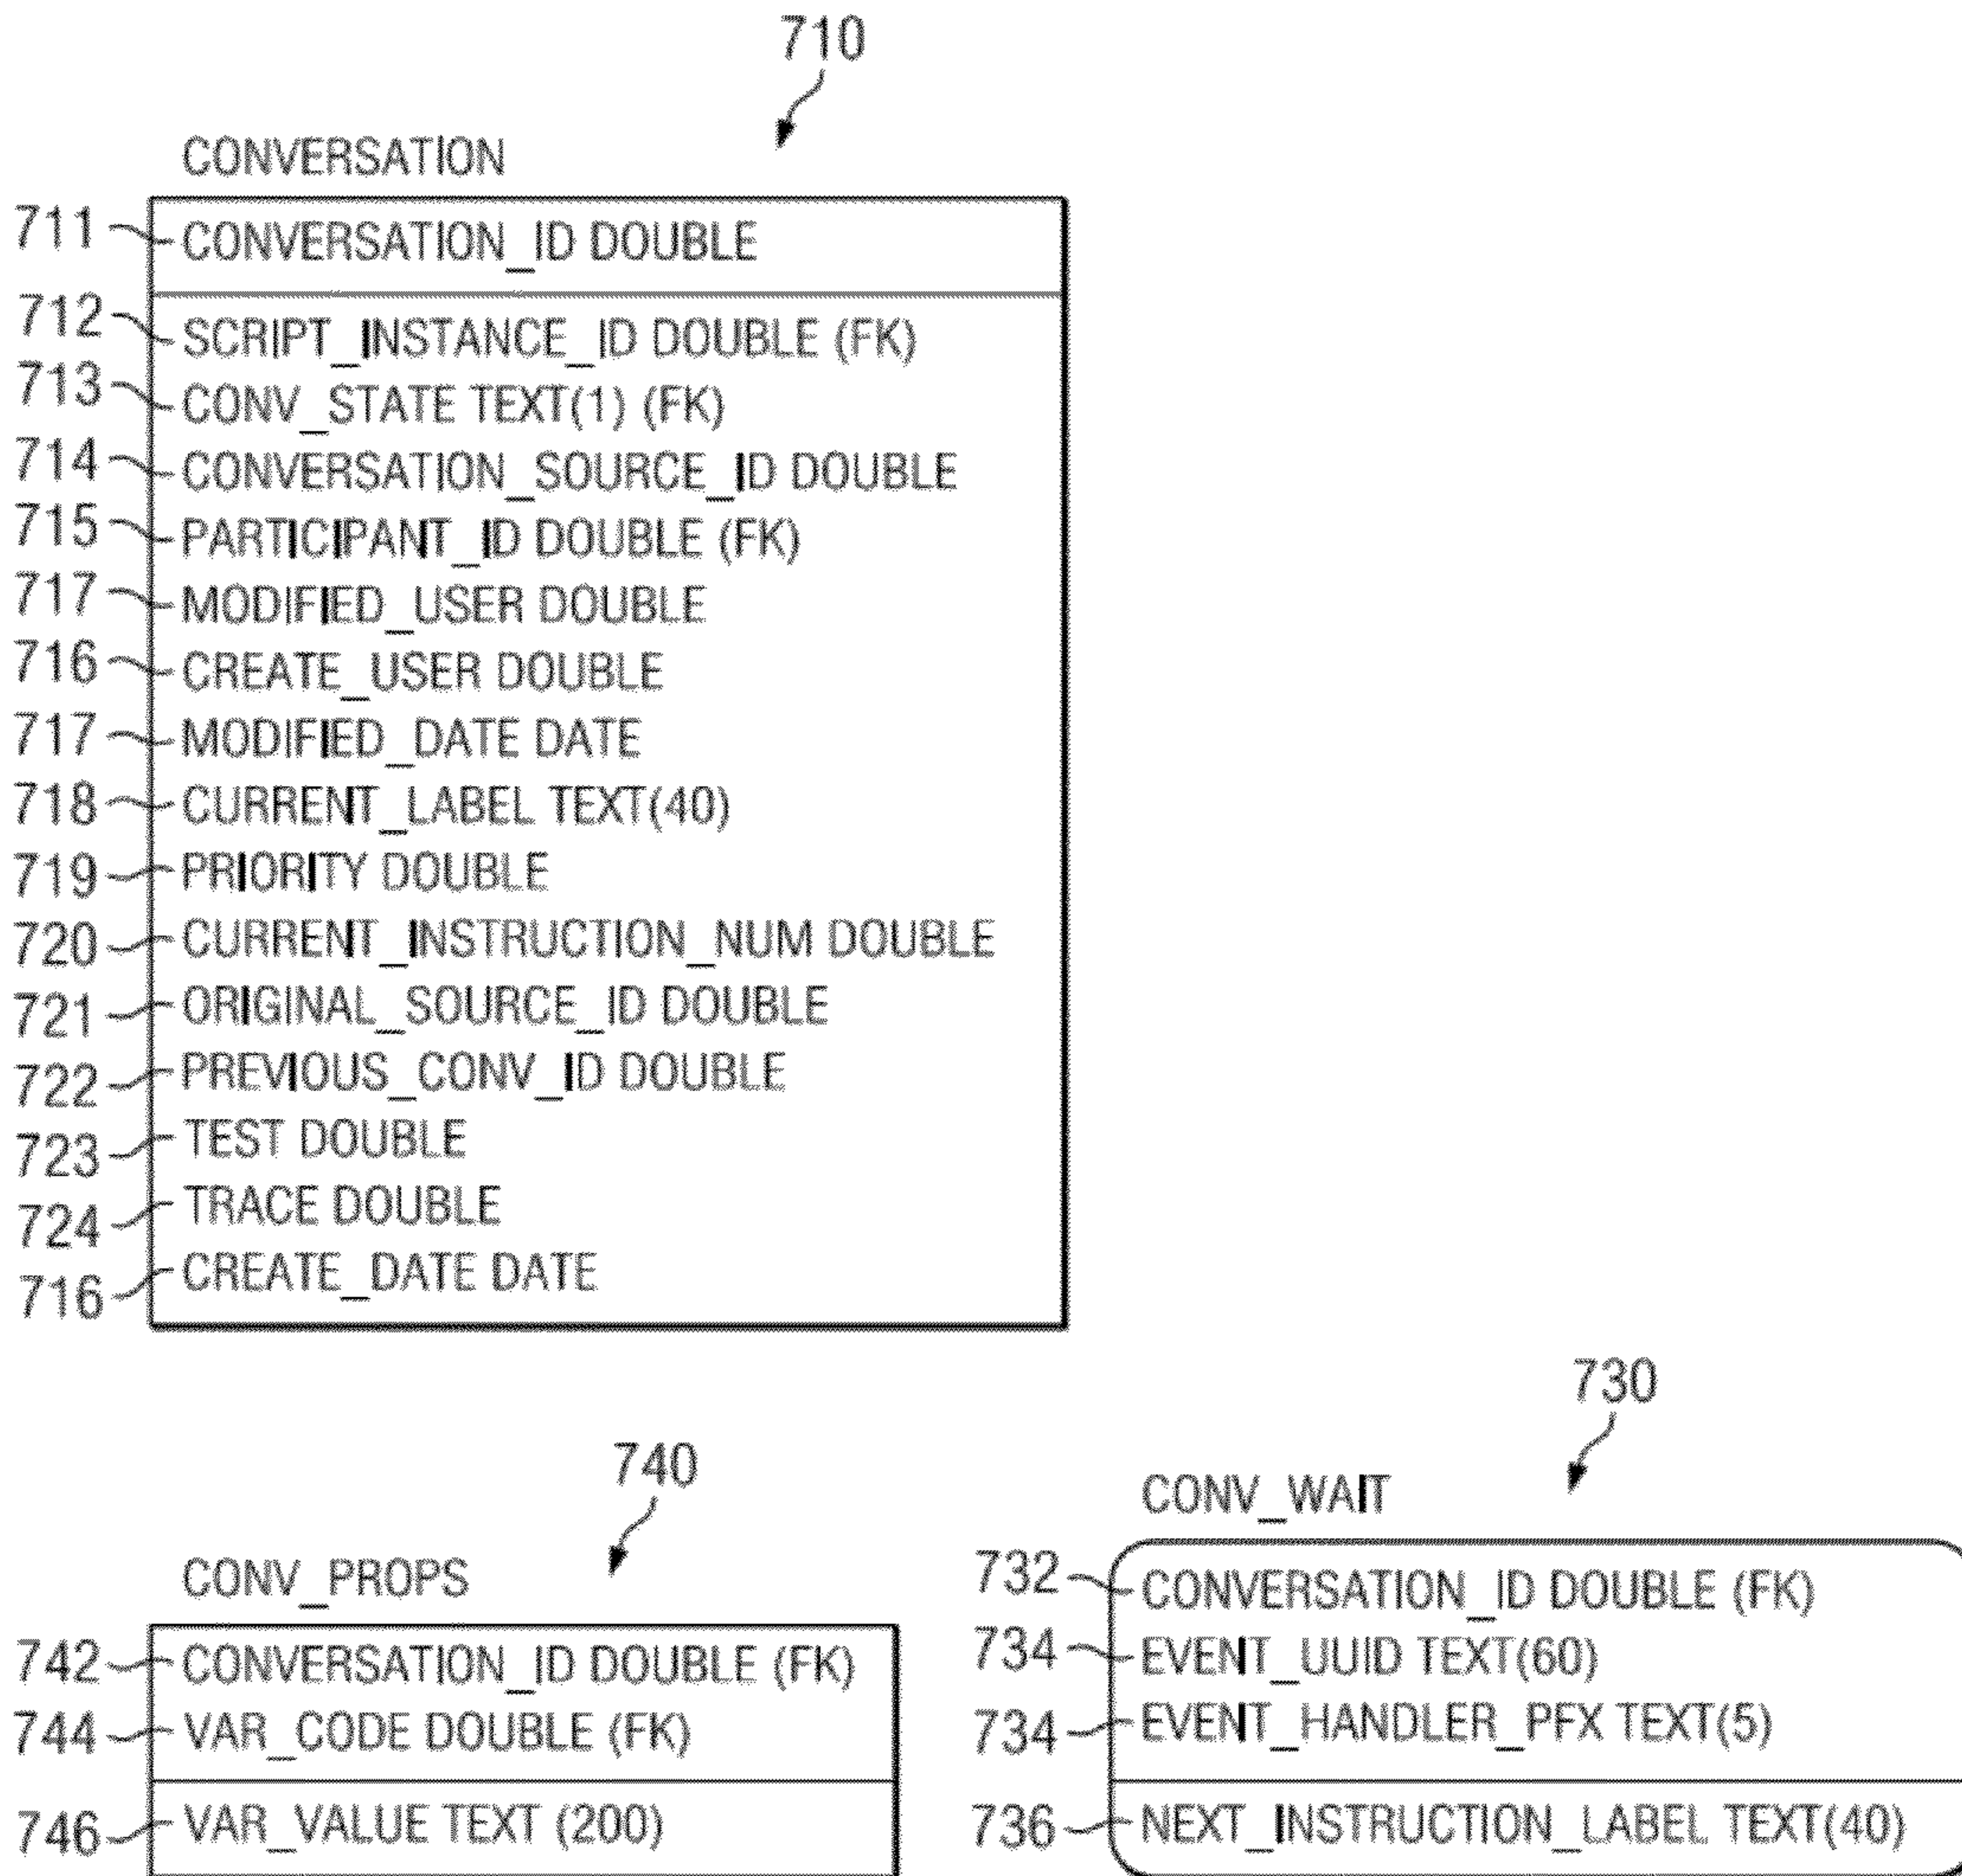 710
CONVERSATION
711 CONVERSATION_ID DOUBLE
712 SCRIPT_INSTANCE_ID DOUBLE (FK)
713 CONV_STATE TEXT(1) (FK)
714 CONVERSATION_SOURCE_ID DOUBLE
715 PARTICIPANT_ID DOUBLE (FK)
717 MODIFIED_USER DOUBLE
716 CREATE_USER DOUBLE
717 MODIFIED_DATE DATE
718 CURRENT_LABEL TEXT(40)
719 PRIORITY DOUBLE
720 CURRENT_INSTRUCTION_NUM DOUBLE
721 ORIGINAL_SOURCE_ID DOUBLE
722 PREVIOUS_CONV_ID DOUBLE
723 TEST DOUBLE
724 TRACE DOUBLE
716 CREATE_DATE DATE
740
CONV_PROPS
742 CONVERSATION_ID DOUBLE (FK)
744 VAR_CODE DOUBLE (FK)
746 VAR_VALUE TEXT (200)
730
CONV_WAIT
732 CONVERSATION_ID DOUBLE (FK)
734 EVENT_UUID TEXT(60)
734 EVENT_HANDLER_PFX TEXT(5)
736 NEXT_INSTRUCTION_LABEL TEXT(40)